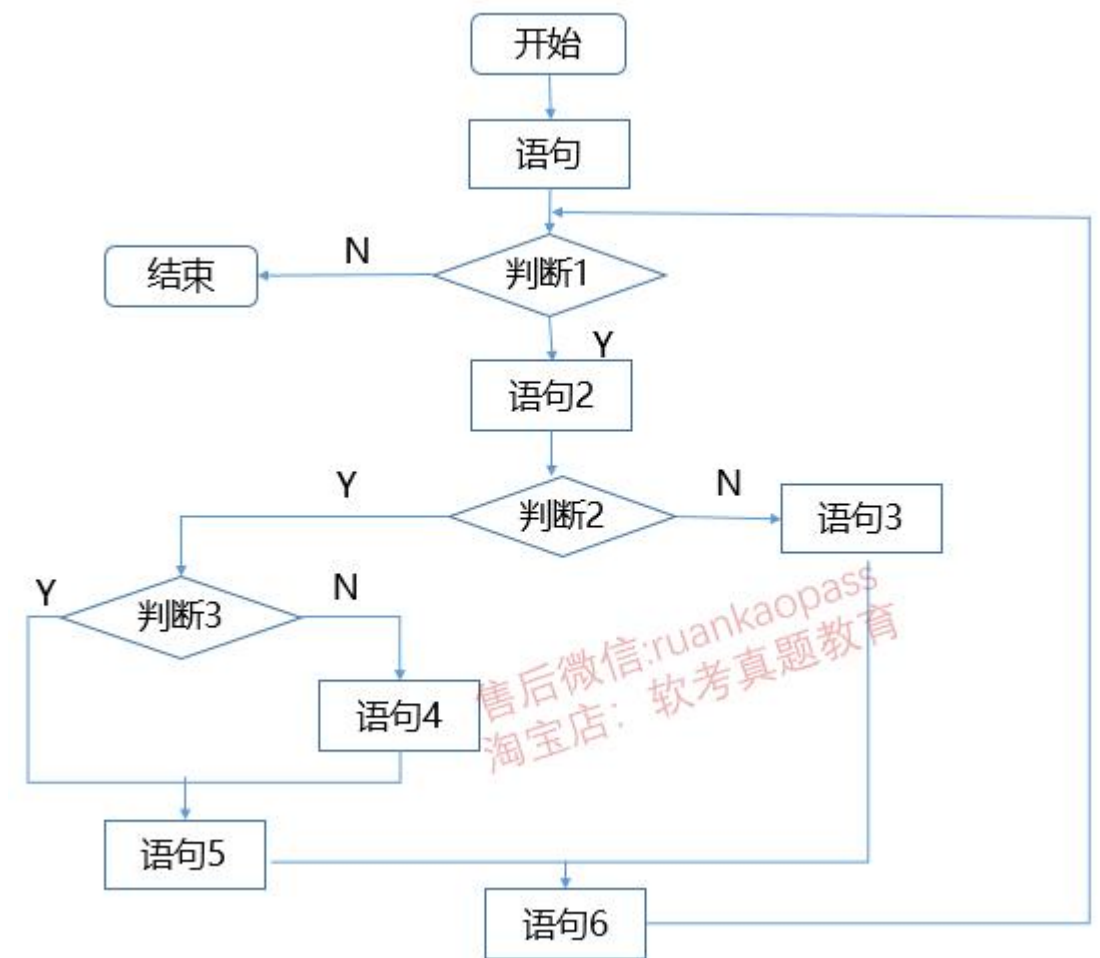 开始
语句
N
结束
判断1
Y
语句2
Y
判断2
N
语句3
Y
判断3
N
语句4
售后微信:ruankaopass
淘宝店：软考真题教育
语句5
语句6